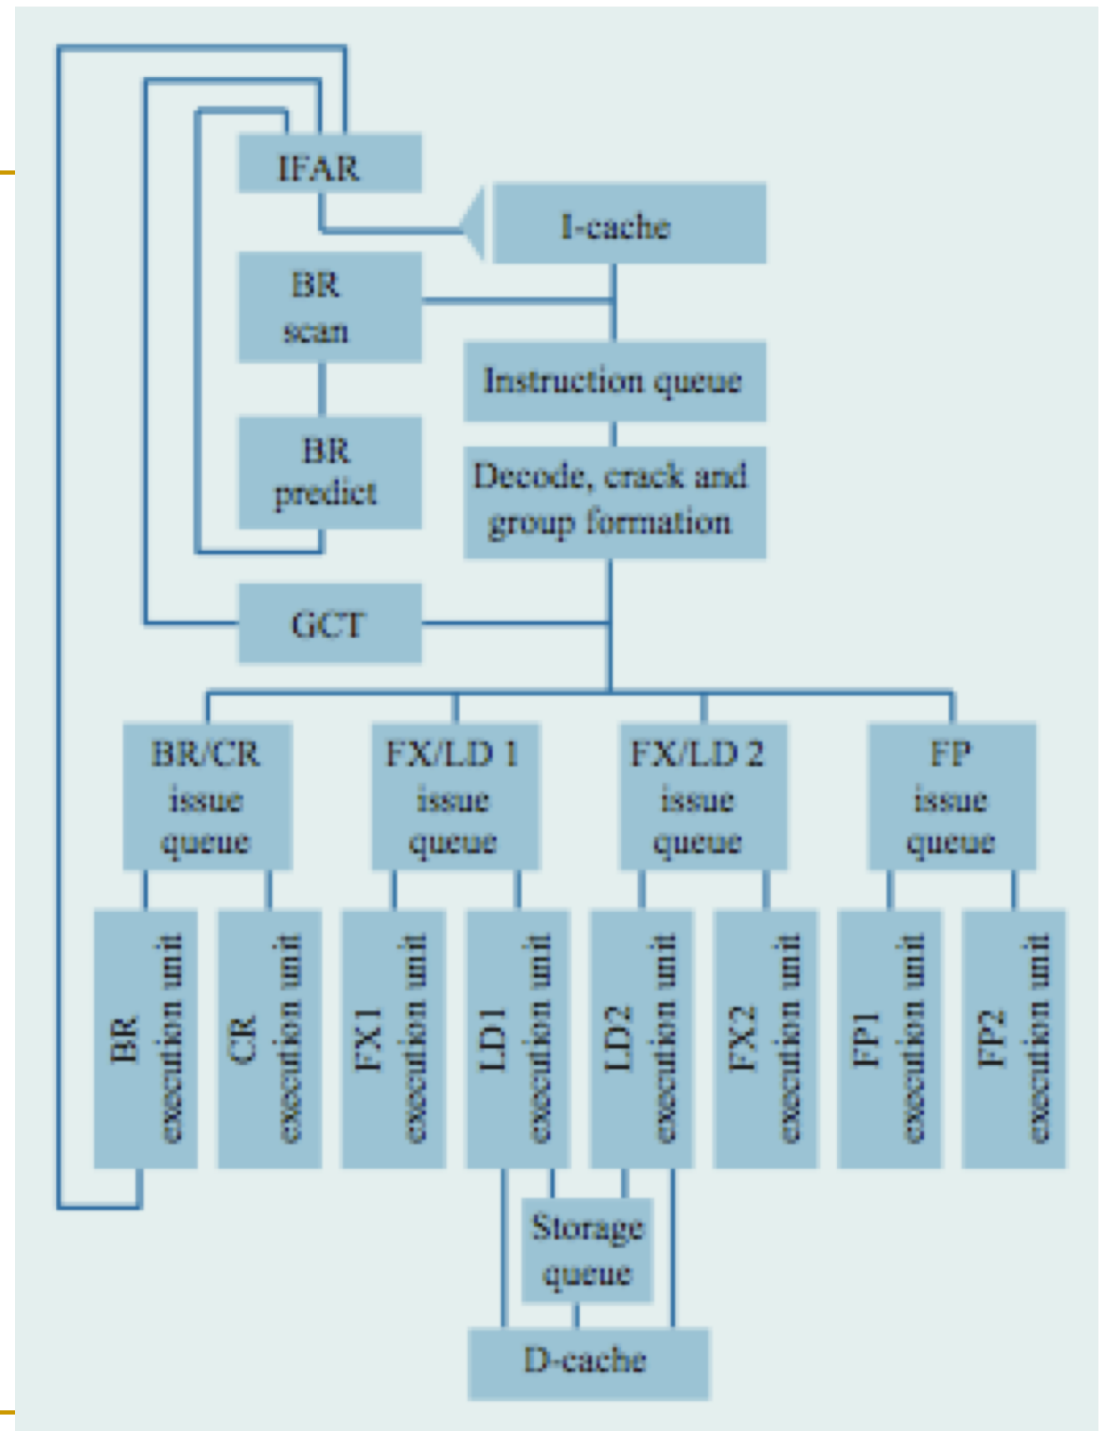 IFAR
I-cache
BR
scan
Instruction queue
BR
predict
Decode, crack and
group formation
GCT
BR/CR
issue
queue
FX/LD 1
issue
queue
FX/LD 2
issue
queue
FP
issue
queue
BR
execution unit
CR
execution unit
FX1
execution unit
LD1
execution unit
LD2
execution unit
FX2
execution unit
FP1
execution unit
FP2
execution unit
Storage
queue
D-cache